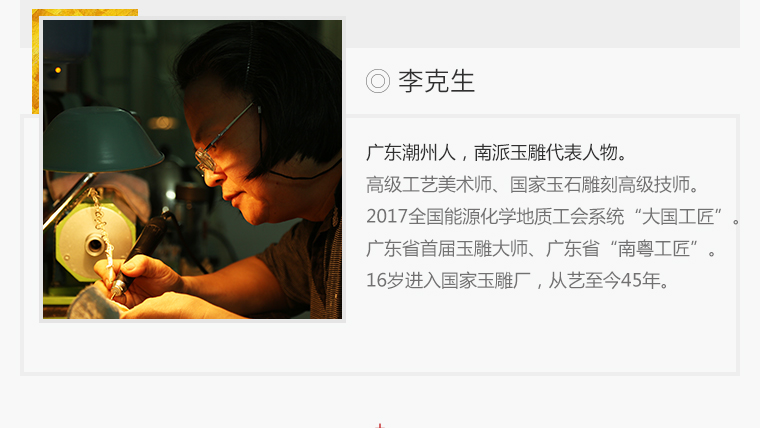 ◎ 李克生
广东潮州人，南派玉雕代表人物。
高级工艺美术师、国家玉石雕刻高级技师。
2017全国能源化学地质工会系统“大国工匠”。
广东省首届玉雕大师、广东省“南粤工匠”。
16岁进入国家玉雕厂，从艺至今45年。